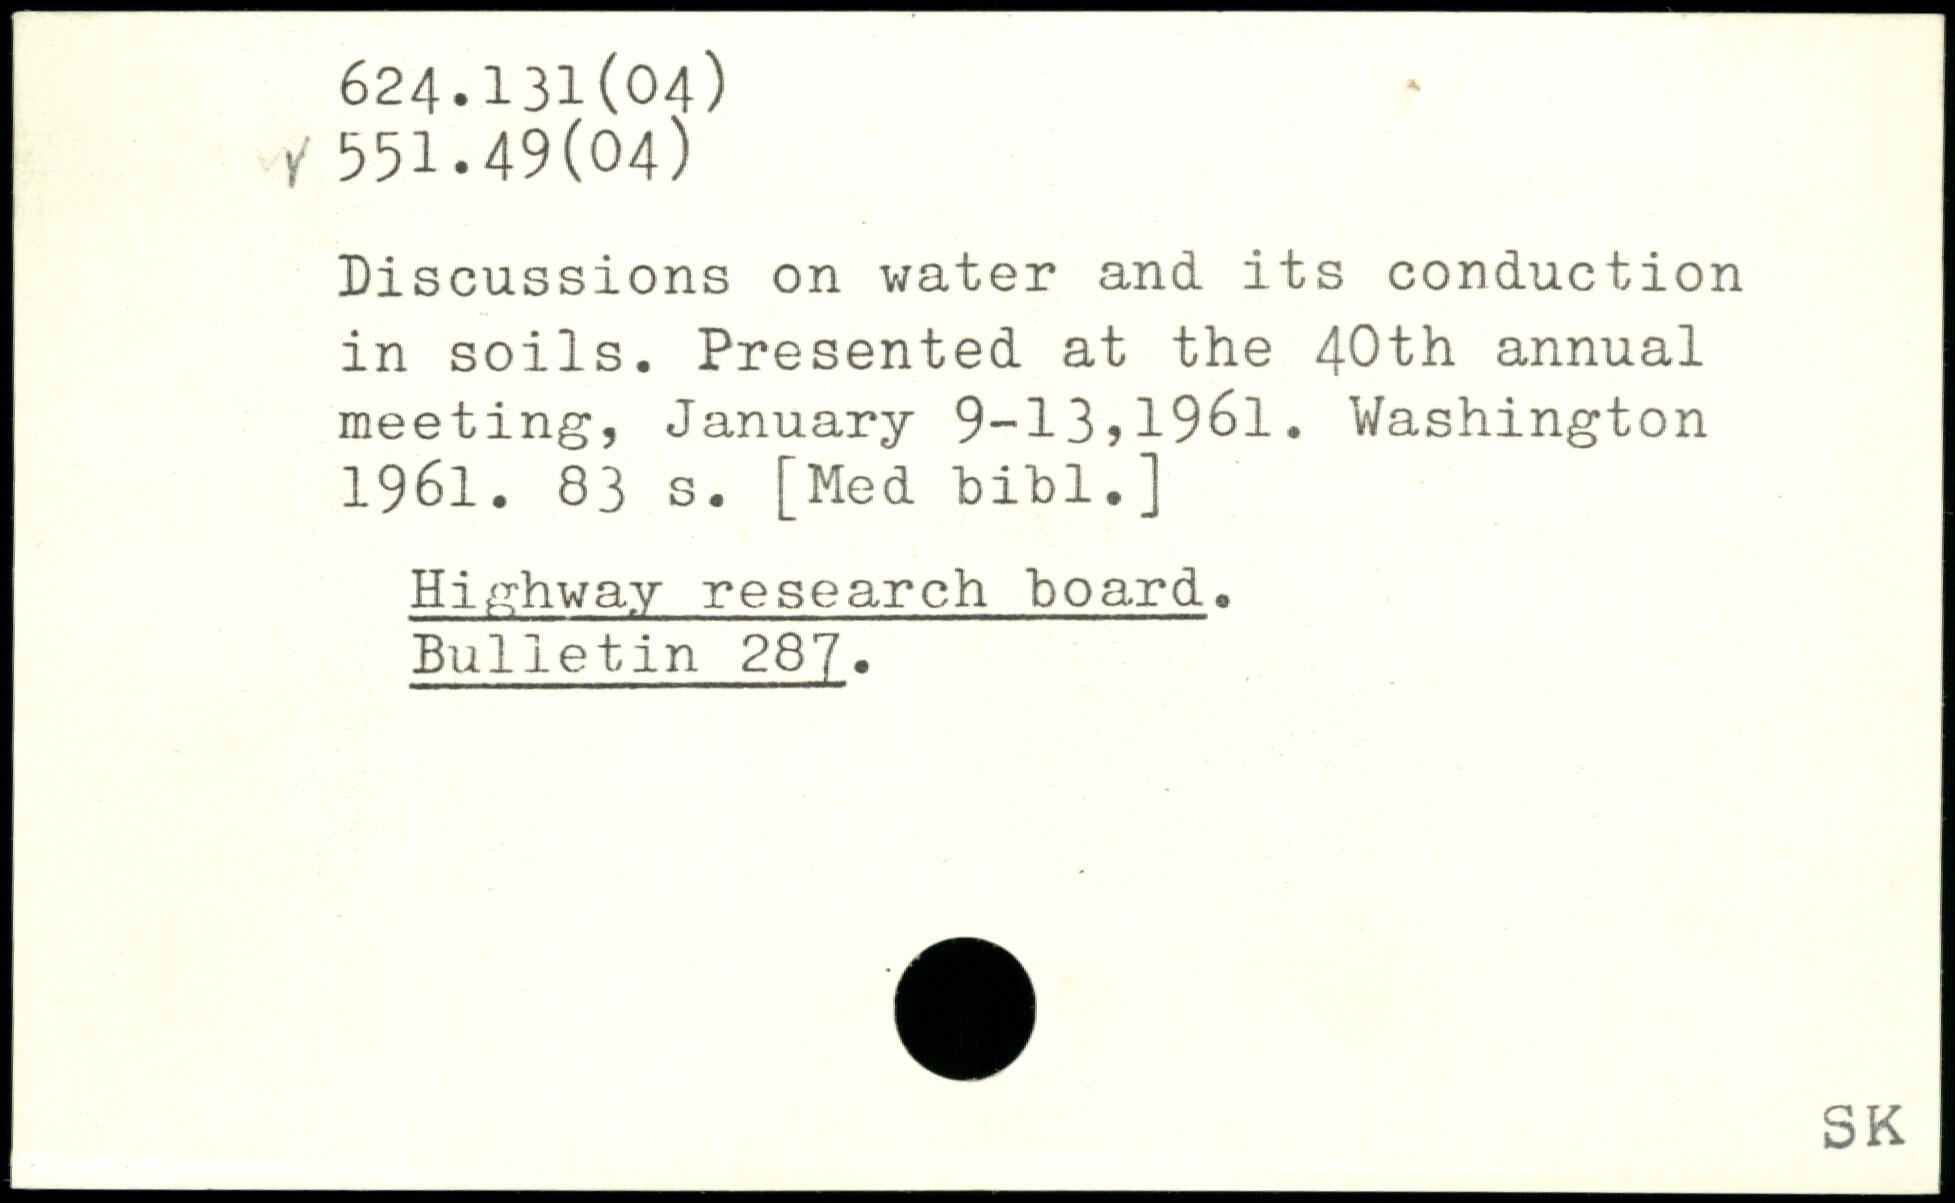 624.131(04)
551.49(04)
Discussions on water and its conduction
in soils. Presented at the 40th annual
meeting, January 9-13,1961. Washington
1961. 83 s. [Med bibl.]
Highway research board.
Bulletin 287.
SK